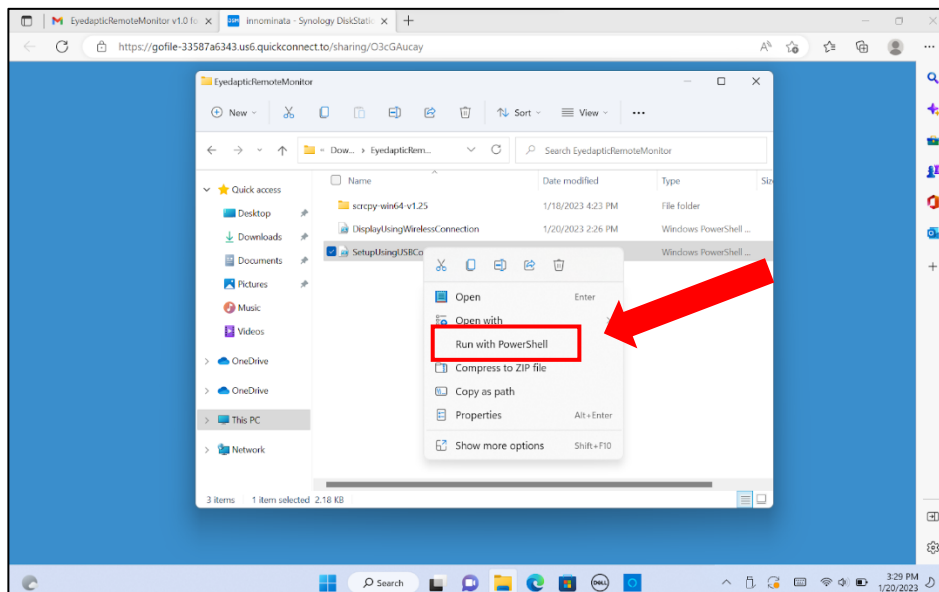 EyedapticRemoteMonitor v1.0 fo
innominata - Synology DiskStatio
https://gofile-33587a6343.us6.quickconnect.to/sharing/O3cGAucay
EyedapticRemoteMonitor
New
Sort
View
« Dow... › EyedapticRem...
Search EyedapticRemoteMonitor
Name
Date modified
Type
Siz
Quick access
Desktop
Downloads
Documents
Pictures
Music
Videos
OneDrive
OneDrive
This PC
Network
scrcpy-win64-v1.25
1/18/2023 4:23 PM
File folder
DisplayUsingWirelessConnection
1/20/2023 2:26 PM
Windows PowerShell ...
SetupUsingUSBCo
Windows PowerShell ...
Open
Enter
Open with
Run with PowerShell
Compress to ZIP file
Copy as path
Properties
Alt+Enter
Show more options
Shift+F10
3 items
1 item selected
2.18 KB
Search
DELL
3:29 PM
1/20/2023